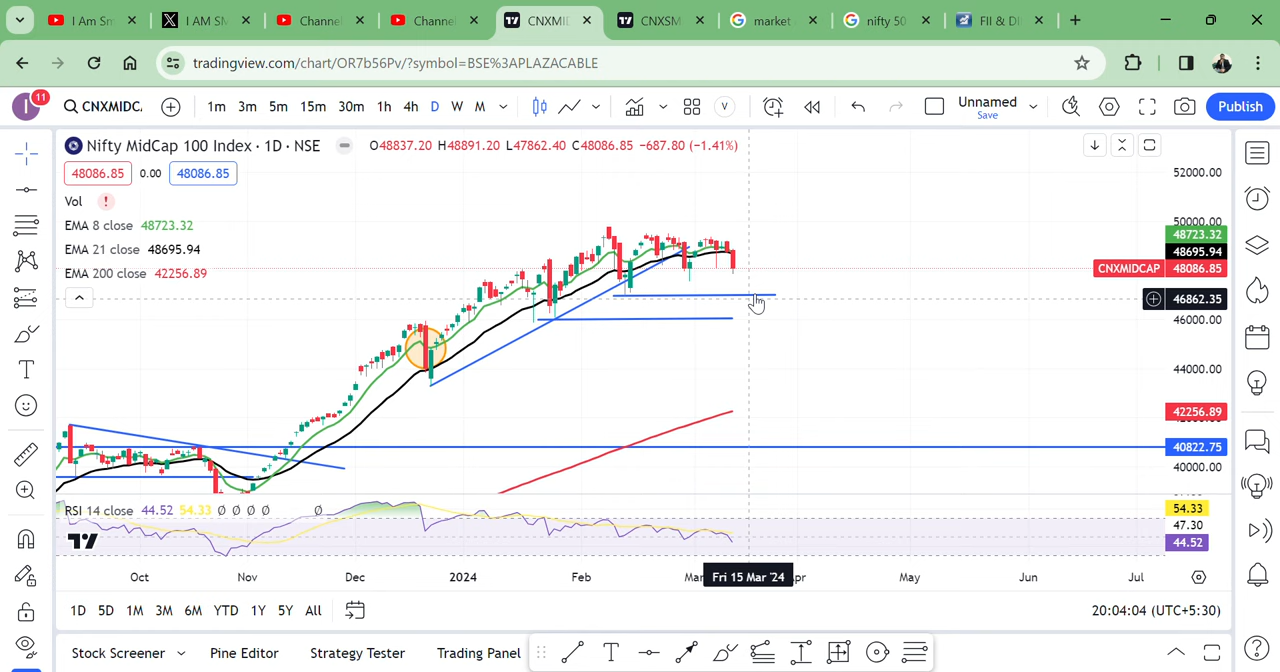 I Am Sm
I AM SM
Channel
Channel
CNXMID
CNXSM
market
nifty 50
FII & DI
tradingview.com/chart/OR7b56Pv/?symbol=BSE%3APLAZACABLE
11
I
CNXMIDC
1m 3m 5m 15m 30m 1h 4h D W M
V
Unnamed
Save
Publish
Nifty MidCap 100 Index · 1D · NSE
O48837.20 H48891.20 L47862.40 C48086.85 -687.80 (-1.41%)
48086.85 0.00 48086.85
Vol !
EMA 8 close 48723.32
EMA 21 close 48695.94
EMA 200 close 42256.89
52000.00
50000.00
48723.32
48695.94
CNXMIDCAP 48086.85
46862.35
46000.00
44000.00
42256.89
40822.75
40000.00
RSI 14 close 44.52 54.33 Ø Ø Ø Ø Ø
54.33
47.30
44.52
Oct Nov Dec 2024 Feb Mar Fri 15 Mar '24 pr May Jun Jul
1D 5D 1M 3M 6M YTD 1Y 5Y All
20:04:04 (UTC+5:30)
Stock Screener Pine Editor Strategy Tester Trading Panel